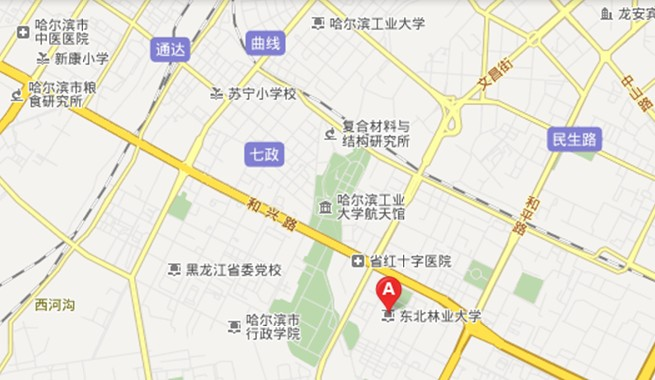 哈尔滨市
中医医院
哈尔滨工业大学
龙安宾
通达
曲线
新康小学
文昌街
中山路
哈尔滨市粮
食研究所
苏宁小学校
复合材料与
结构研究所
民生路
七政
哈尔滨工业
大学航天馆
和兴路
和平路
省红十字医院
黑龙江省委党校
西河沟
哈尔滨市
行政学院
A
东北林业大学